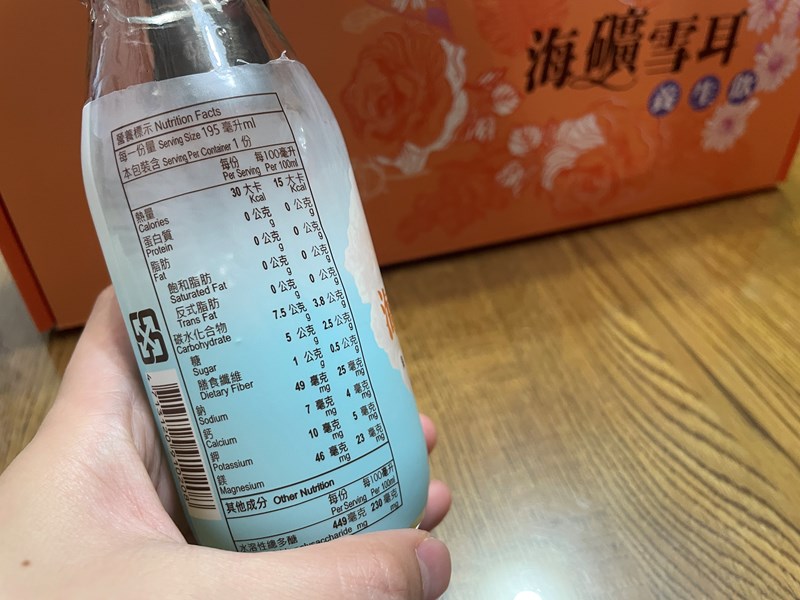 海礦雪耳
養生飲
營養標示 Nutrition Facts
每一份量 Serving Size 195 毫升ml
本包裝含 Serving Per Container 1 份
每份 每100毫升
Per Serving Per 100ml
熱量 30 大卡 15 大卡
Calories Kcal Kcal
蛋白質 0 公克 0 公克
Protein g g
脂肪 0 公克 0 公克
Fat g g
飽和脂肪 0 公克 0 公克
Saturated Fat g g
反式脂肪 0 公克 0 公克
Trans Fat g g
碳水化合物 7.5 公克 3.8 公克
Carbohydrate g g
糖 5 公克 2.5 公克
Sugar g g
膳食纖維 1 公克 0.5 公克
Dietary Fiber g g
鈉 49 毫克 25 毫克
Sodium mg mg
鈣 7 毫克 4 毫克
Calcium mg mg
鉀 10 毫克 5 毫克
Potassium mg mg
鎂 46 毫克 23 毫克
Magnesium mg mg
其他成分 Other Nutrition 每份 每100毫升
Per Serving Per 100ml
水溶性總多醣 449 毫克 230 毫克
mg mg